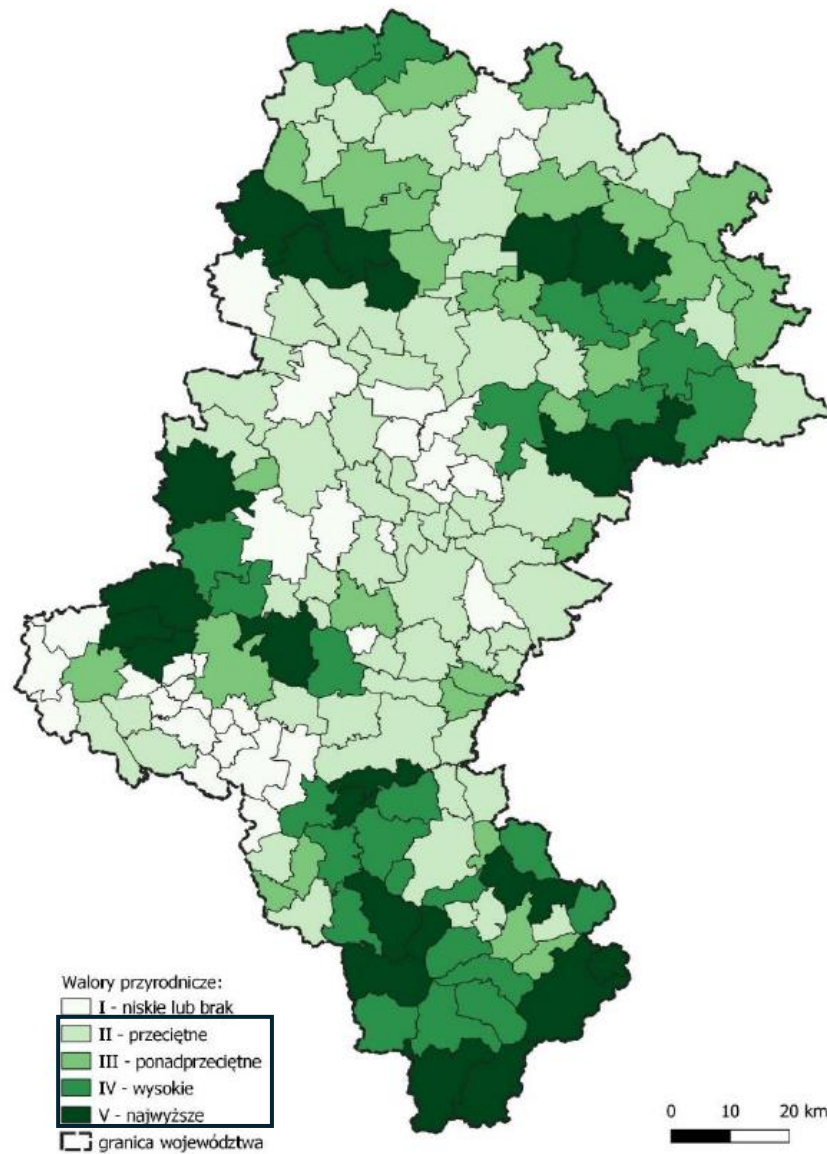 Walory przyrodnicze:
I - niskie lub brak
II - przeciętne
III - ponadprzeciętne
IV - wysokie
V - najwyższe
granica województwa
0 10 20 km